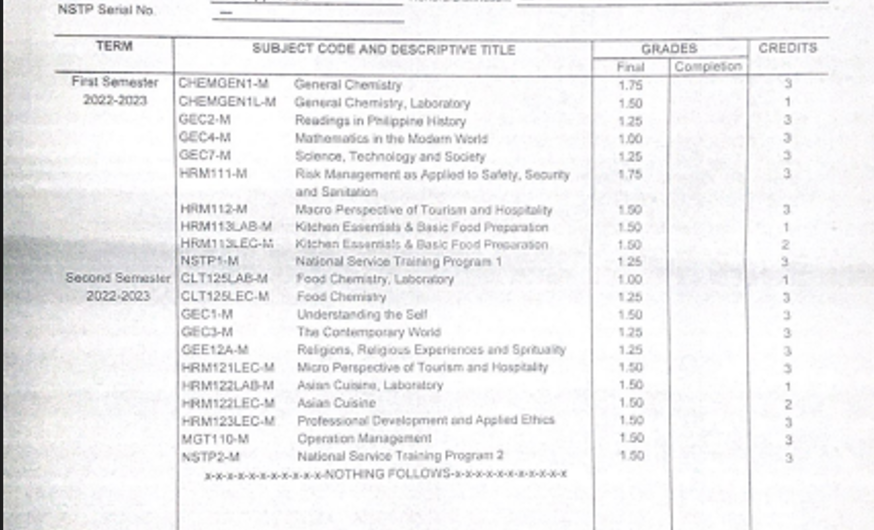 NSTP Serial No.
TERM SUBJECT CODE AND DESCRIPTIVE TITLE GRADES CREDITS
Final Completion
First Semester CHEMGEN1-M General Chemistry 1.75 3
2022-2023 CHEMGEN1L-M General Chemistry, Laboratory 1.50 1
GEC2-M Readings in Philippine History 1.25 3
GEC4-M Mathematics in the Modern World 1.00 3
GEC7-M Science, Technology and Society 1.25 3
HRM111-M Risk Management as Applied to Safety, Security 1.75 3
and Sanitation
HRM112-M Macro Perspective of Tourism and Hospitality 1.50 3
HRM113LAB-M Kitchen Essentials & Basic Food Preparation 1.50 1
HRM113LEC-M Kitchen Essentials & Basic Food Preparation 1.50 2
NSTP1-M National Service Training Program 1 1.25 3
Second Semester CLT125LAB-M Food Chemistry, Laboratory 1.00 1
2022-2023 CLT125LEC-M Food Chemistry 1.25 3
GEC1-M Understanding the Self 1.50 3
GEC3-M The Contemporary World 1.25 3
GEE12A-M Religions, Religious Experiences and Sprituality 1.25 3
HRM121LEC-M Micro Perspective of Tourism and Hospitality 1.50 3
HRM122LAB-M Asian Cuisine, Laboratory 1.50 1
HRM122LEC-M Asian Cuisine 1.50 2
HRM123LEC-M Professional Development and Applied Ethics 1.50 3
MGT110-M Operation Management 1.50 3
NSTP2-M National Service Training Program 2 1.50 3
x-x-x-x-x-x-x-x-x-x-x-NOTHING FOLLOWS-x-x-x-x-x-x-x-x-x-x